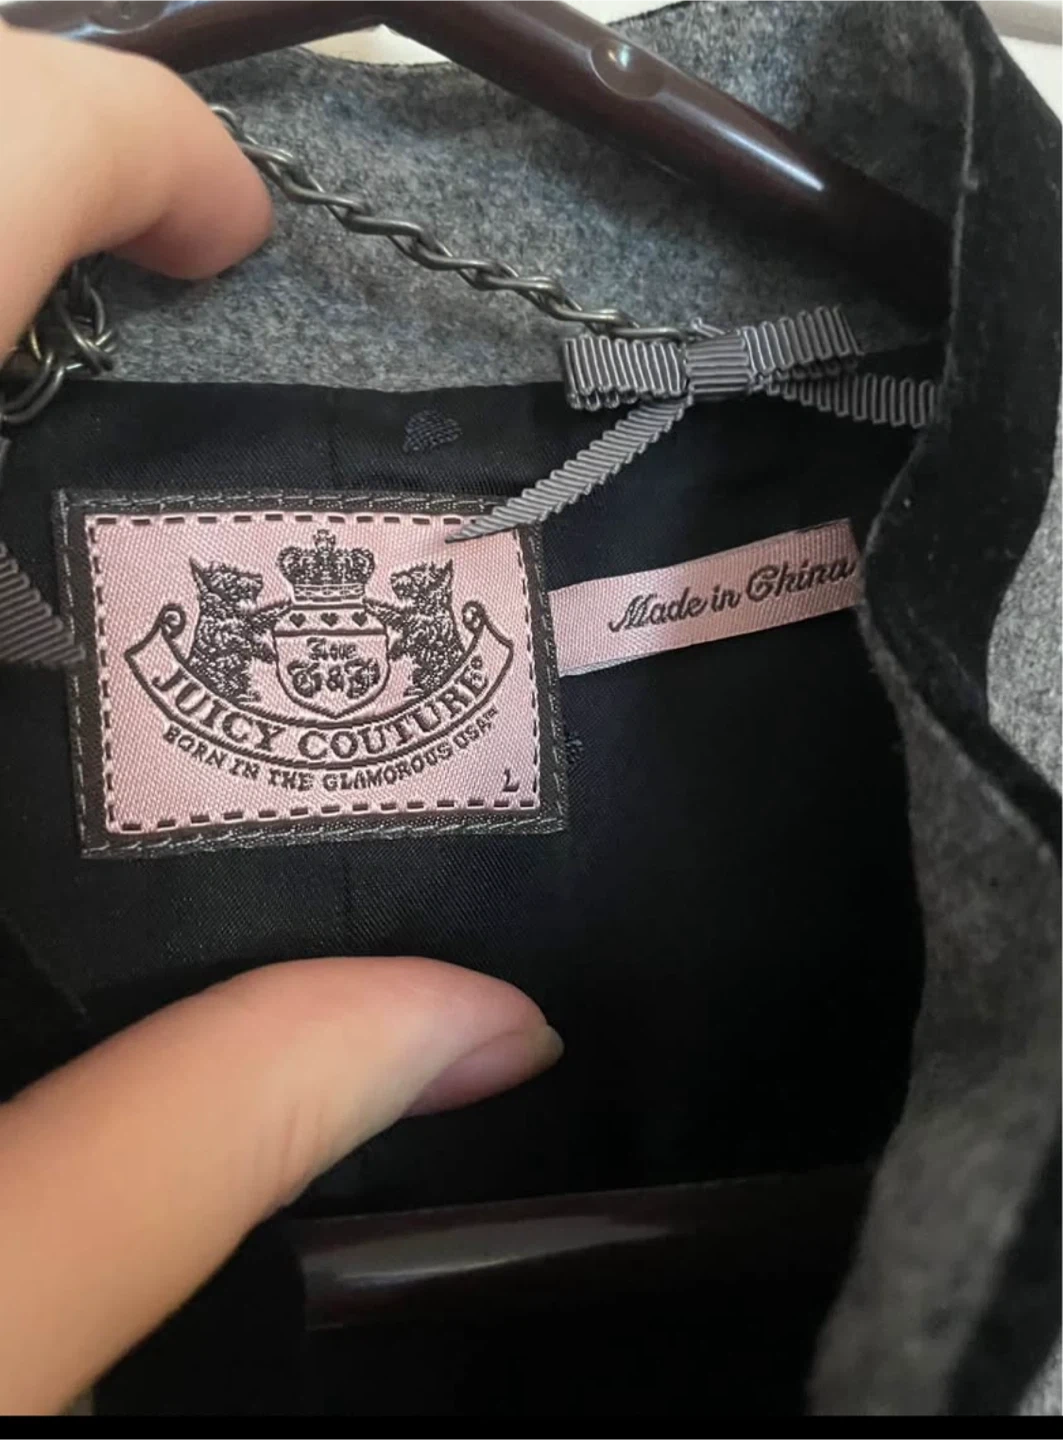 Love
G&P
JUICY COUTURE®
BORN IN THE GLAMOROUS USA™
L
Made in China